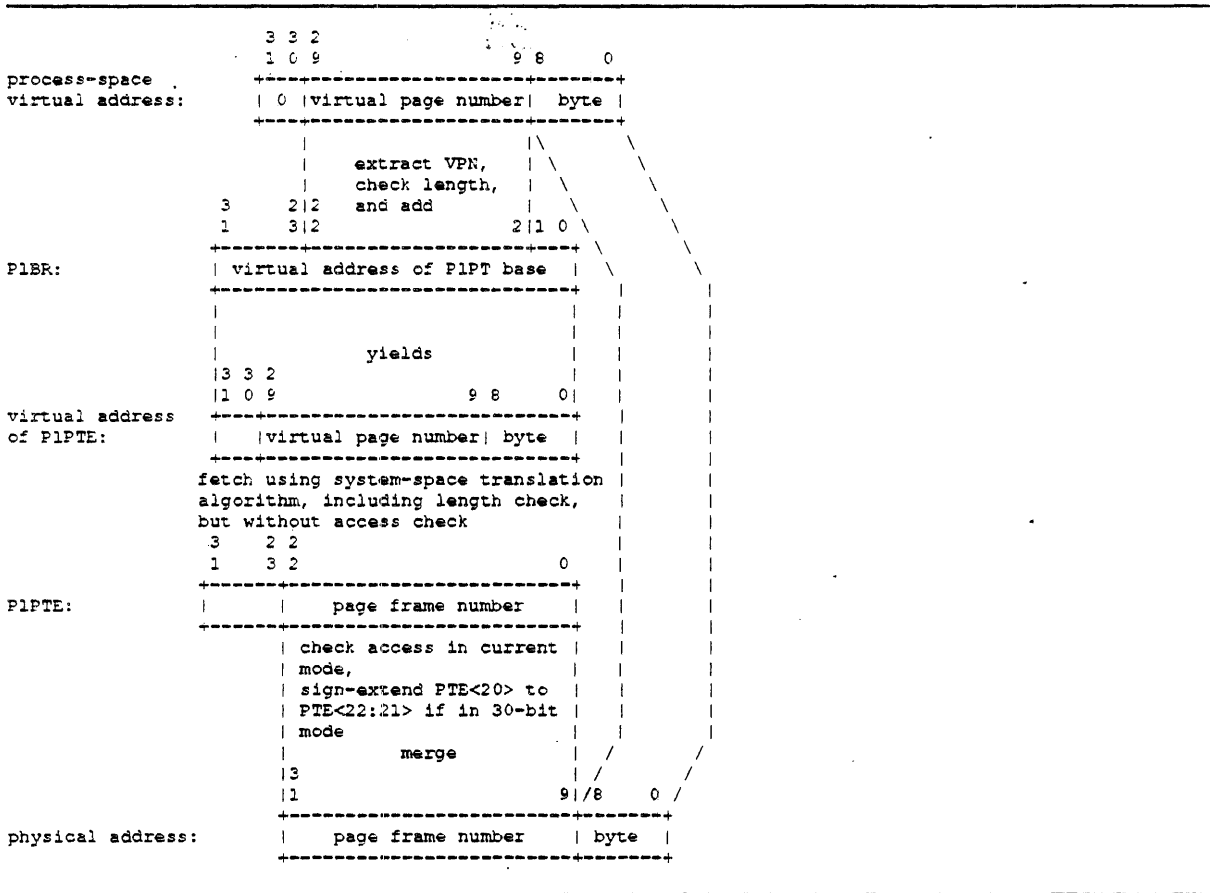 3 3 2
1 0 9 9 8 0
process-space
virtual address: | 0 |virtual page number| byte |
extract VPN,
check length,
3 2|2 and add
1 3|2 2|1 0
P1BR: | virtual address of P1PT base |
yields
|3 3 2
|1 0 9 9 8 0|
virtual address
of P1PTE: | |virtual page number| byte |
fetch using system-space translation
algorithm, including length check,
but without access check
3 2 2
1 3 2 0
P1PTE: | | page frame number |
| check access in current |
| mode,
| sign-extend PTE<20> to
| PTE<22:21> if in 30-bit |
| mode
merge
|3
|1 9|/8 0 /
physical address: | page frame number | byte |